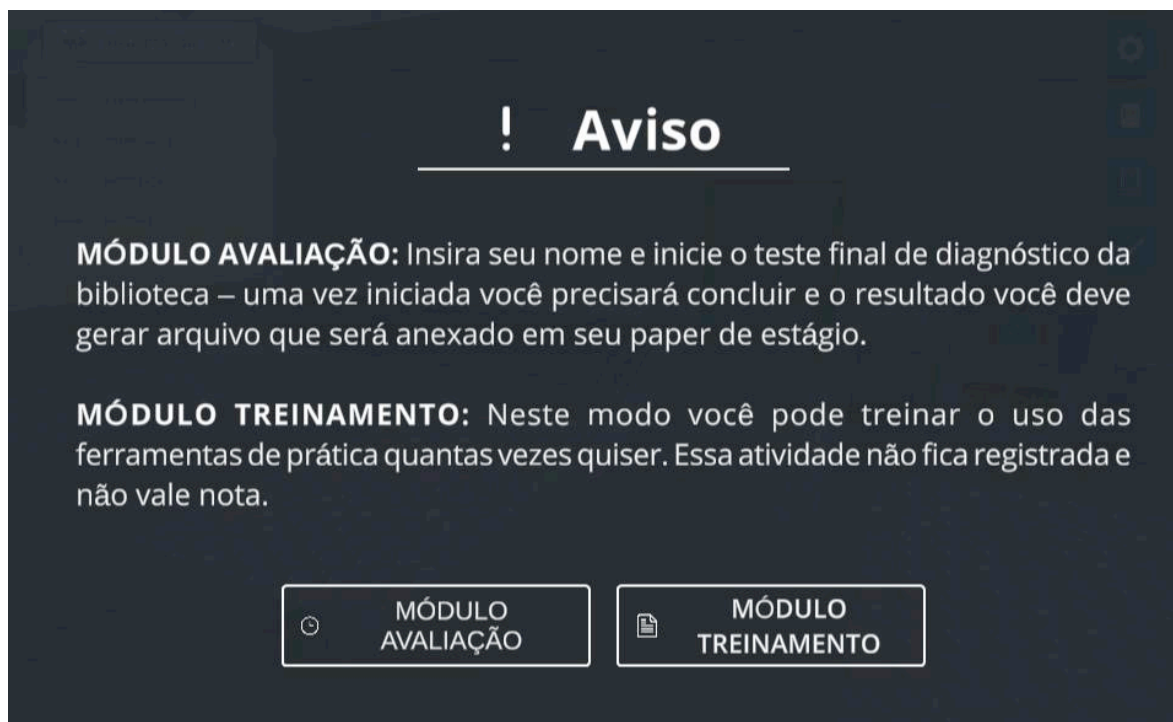 ! Aviso
MÓDULO AVALIAÇÃO: Insira seu nome e inicie o teste final de diagnóstico da
biblioteca – uma vez iniciada você precisará concluir e o resultado você deve
gerar arquivo que será anexado em seu paper de estágio.
MÓDULO TREINAMENTO: Neste modo você pode treinar o uso das
ferramentas de prática quantas vezes quiser. Essa atividade não fica registrada e
não vale nota.
MÓDULO
AVALIAÇÃO
MÓDULO
TREINAMENTO